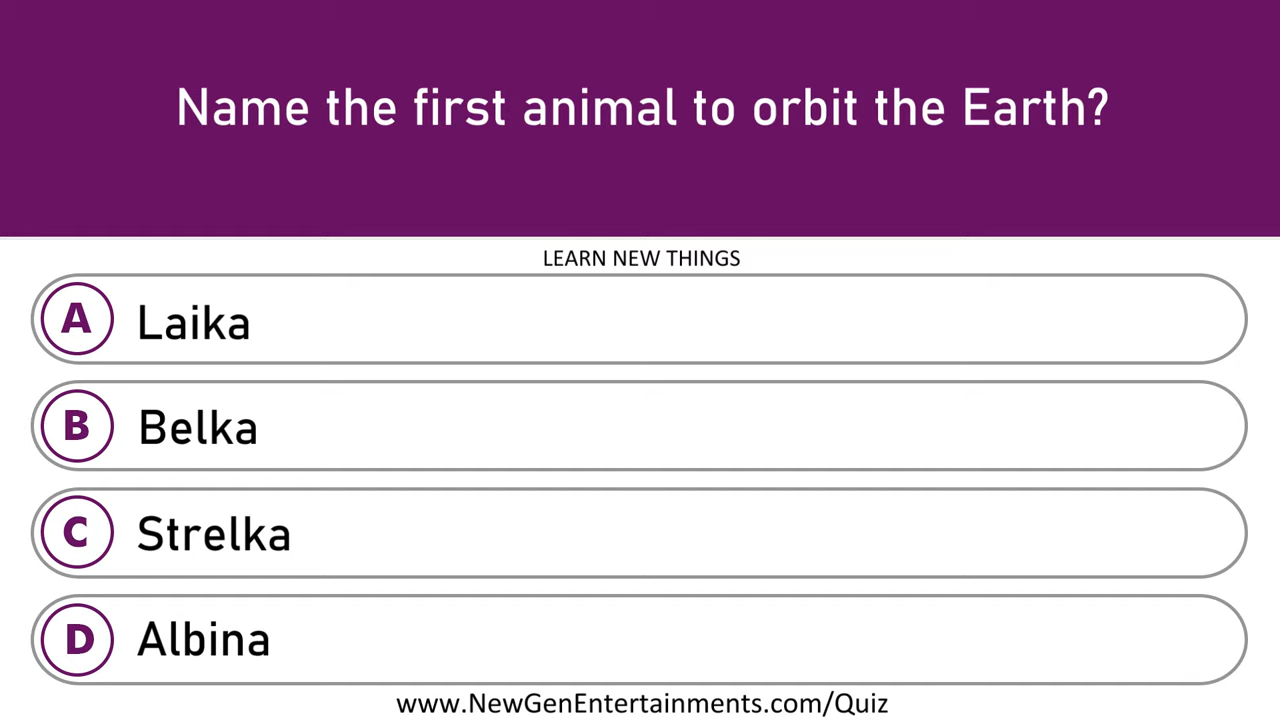 Name the first animal to orbit the Earth?
LEARN NEW THINGS
A Laika
B Belka
C Strelka
D Albina
www.NewGenEntertainments.com/Quiz